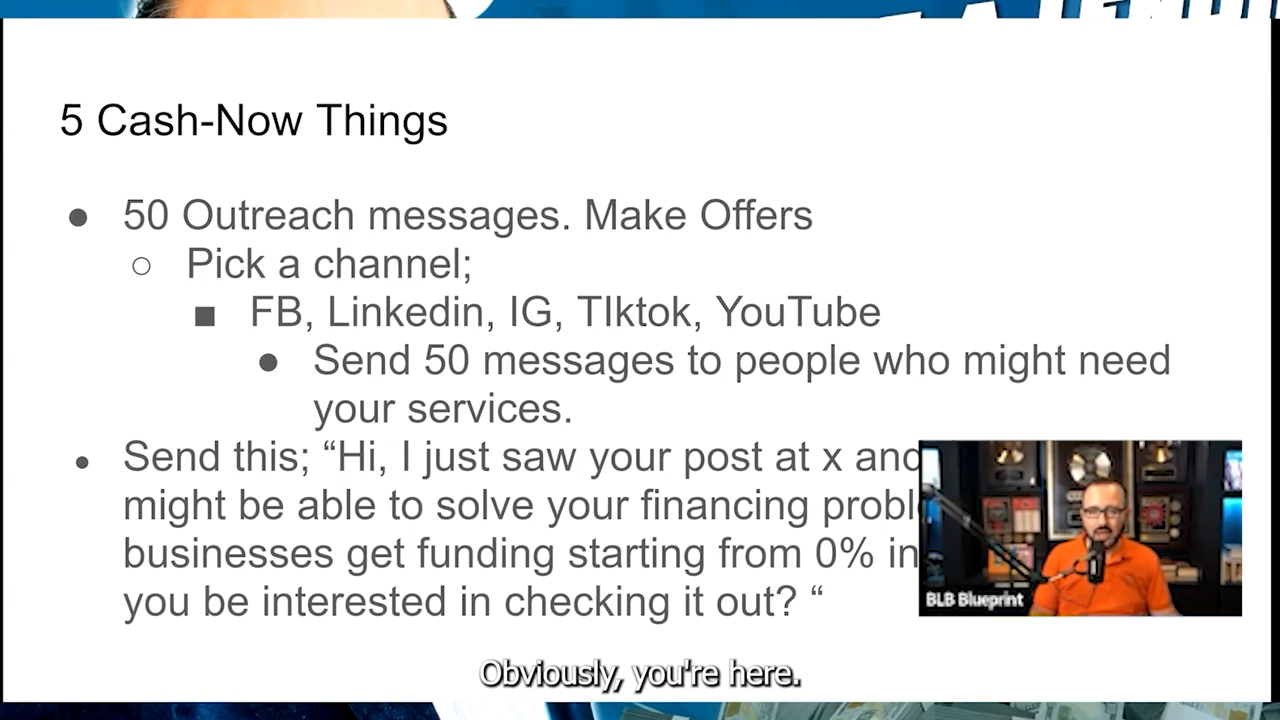 5 Cash-Now Things
● 50 Outreach messages. Make Offers
○ Pick a channel;
■ FB, Linkedin, IG, TIktok, YouTube
● Send 50 messages to people who might need
your services.
● Send this; “Hi, I just saw your post at x and
might be able to solve your financing
businesses get funding starting from 0%
you be interested in checking it out? “
BLB Blueprint
Obviously, you're here.